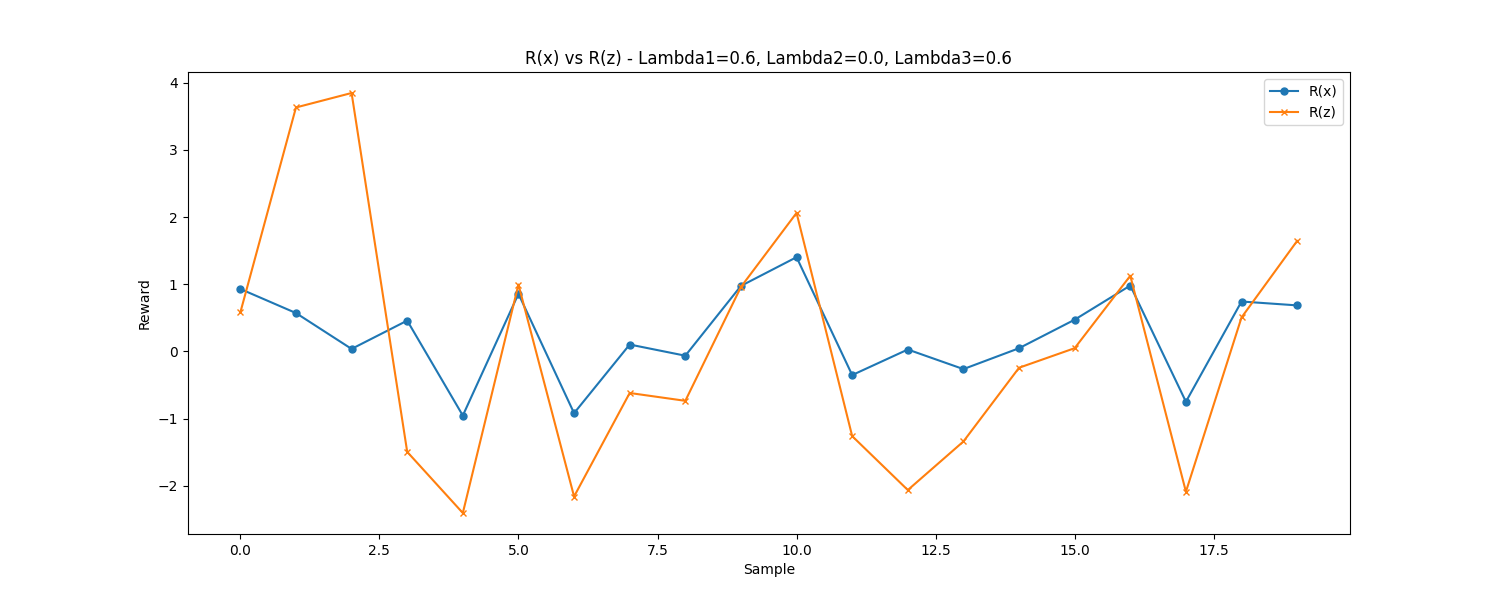 R(x) vs R(z) - Lambda1=0.6, Lambda2=0.0, Lambda3=0.6
R(x)
R(z)
Reward
4
3
2
1
0
−1
−2
0.0 2.5 5.0 7.5 10.0 12.5 15.0 17.5
Sample